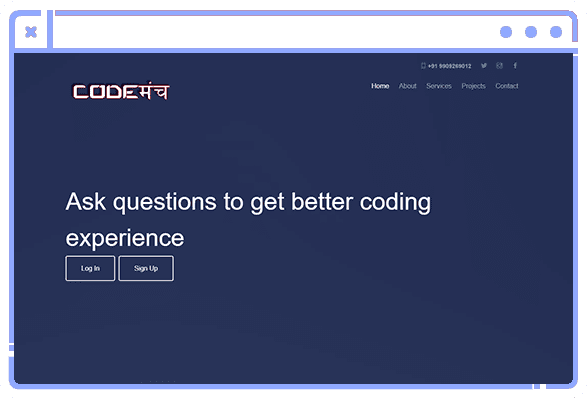 +91 9909269012
CODEमंच
Home About Services Projects Contact
Ask questions to get better coding
experience
Log In Sign Up